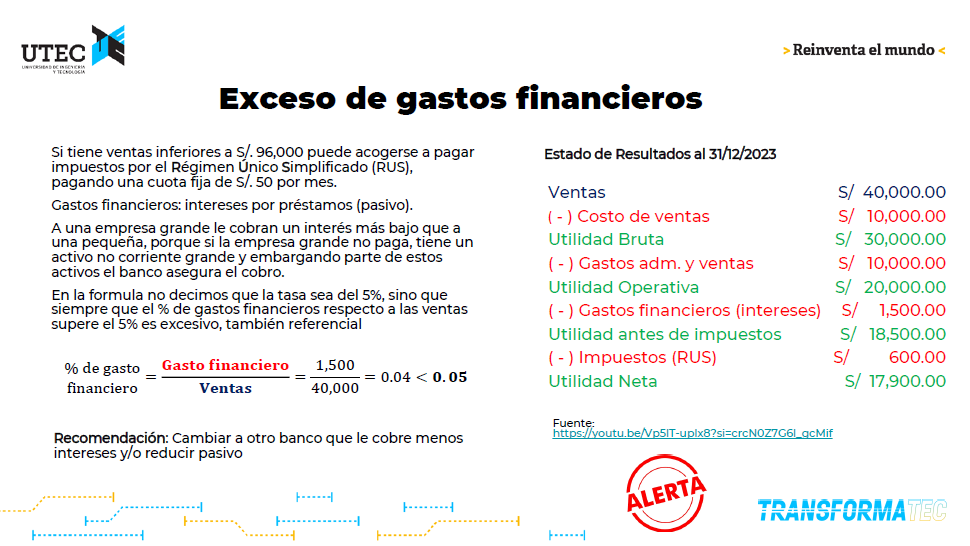 UTEC
UNIVERSIDAD DE INGENIERÍA
Y TECNOLOGÍA
> Reinventa el mundo <
Exceso de gastos financieros
Si tiene ventas inferiores a S/. 96,000 puede acogerse a pagar
impuestos por el Régimen Único Simplificado (RUS),
pagando una cuota fija de S/. 50 por mes.
Gastos financieros: intereses por préstamos (pasivo).
A una empresa grande le cobran un interés más bajo que a
una pequeña, porque si la empresa grande no paga, tiene un
activo no corriente grande y embargando parte de estos
activos el banco asegura el cobro.
En la formula no decimos que la tasa sea del 5%, sino que
siempre que el % de gastos financieros respecto a las ventas
supere el 5% es excesivo, también referencial
% de gasto financiero = Gasto financiero / Ventas = 1,500 / 40,000 = 0.04 < 0.05
Recomendación: Cambiar a otro banco que le cobre menos
intereses y/o reducir pasivo
Estado de Resultados al 31/12/2023
Ventas S/ 40,000.00
( - ) Costo de ventas S/ 10,000.00
Utilidad Bruta S/ 30,000.00
( - ) Gastos adm. y ventas S/ 10,000.00
Utilidad Operativa S/ 20,000.00
( - ) Gastos financieros (intereses) S/ 1,500.00
Utilidad antes de impuestos S/ 18,500.00
( - ) Impuestos (RUS) S/ 600.00
Utilidad Neta S/ 17,900.00
Fuente:
https://youtu.be/Vp5lT-upIx8?si=crcN0Z7G6l_gcMif
ALERTA
TRANSFORMATEC